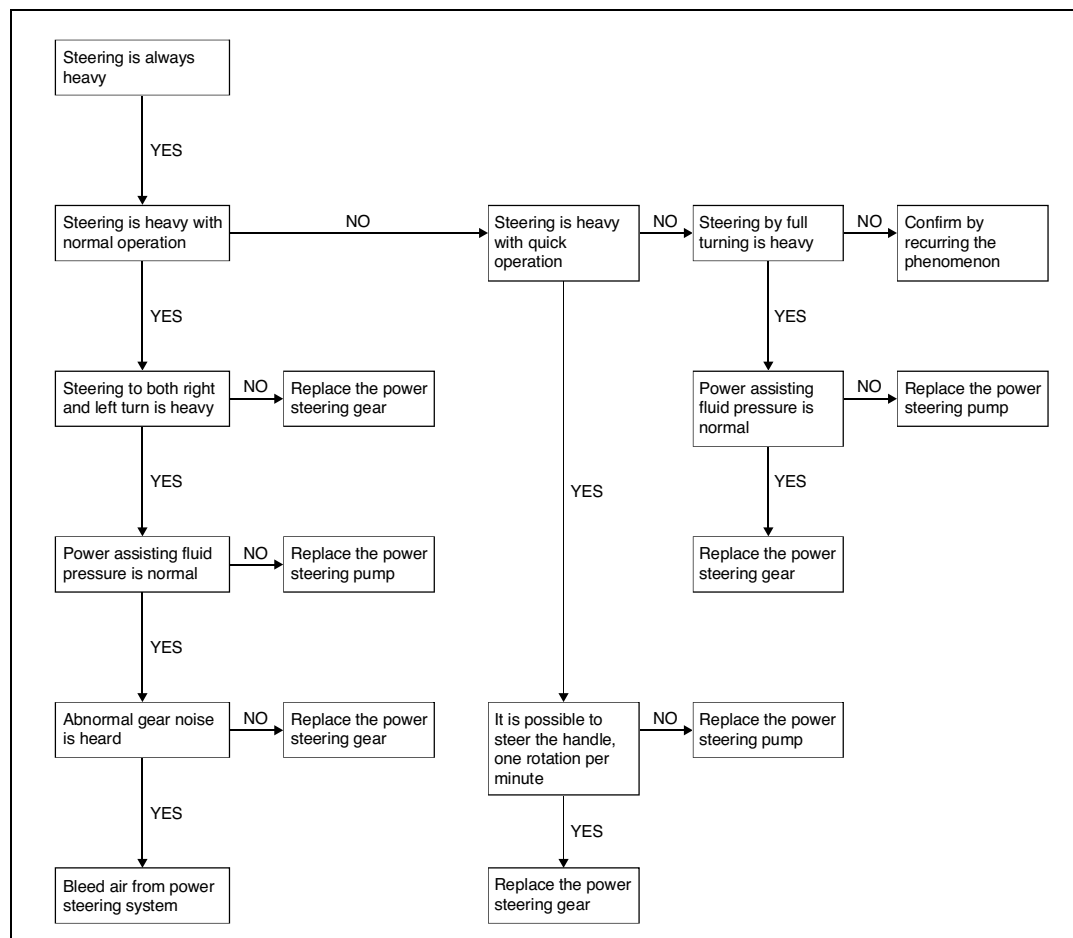 Steering is always
heavy
YES
Steering is heavy with
normal operation
NO
Steering is heavy
with quick
operation
NO
Steering by full
turning is heavy
NO
Confirm by
recurring the
phenomenon
YES
YES
Steering to both right
and left turn is heavy
NO
Replace the power
steering gear
Power assisting
fluid pressure is
normal
NO
Replace the power
steering pump
YES
YES
YES
Power assisting fluid
pressure is normal
NO
Replace the power
steering pump
Replace the power
steering gear
YES
Abnormal gear noise
is heard
NO
Replace the power
steering gear
It is possible to
steer the handle,
one rotation per
minute
NO
Replace the power
steering pump
YES
YES
Bleed air from power
steering system
Replace the power
steering gear